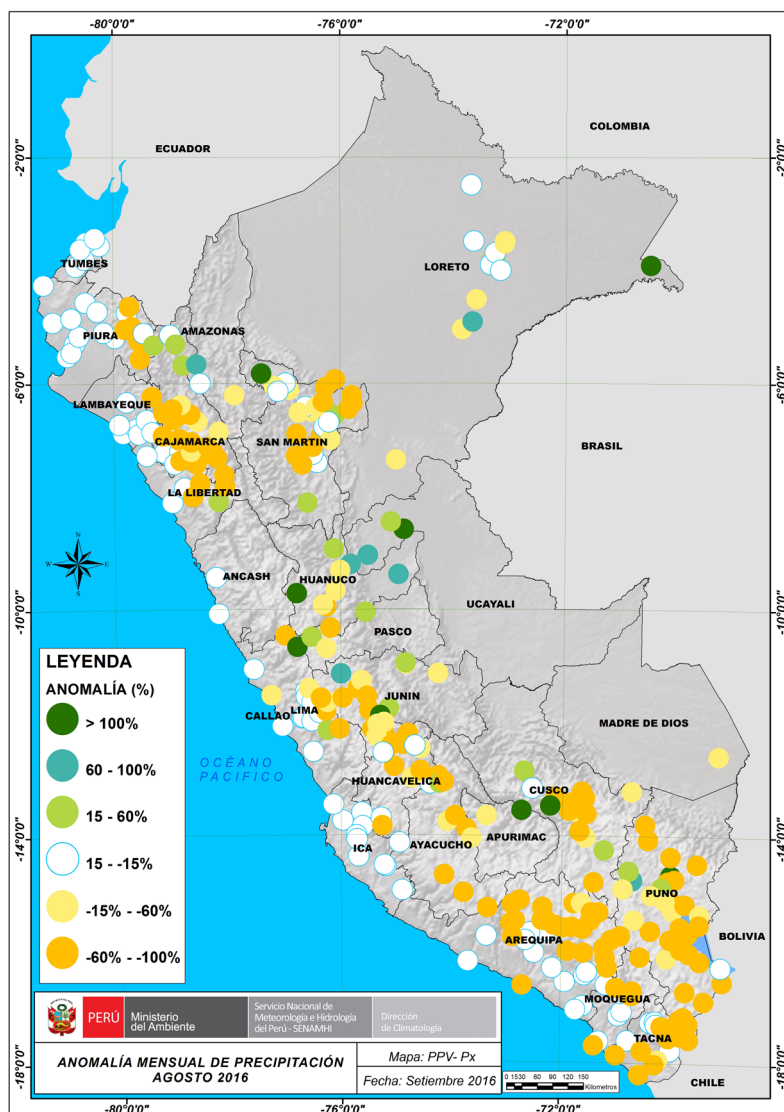 -80°0'0"
-76°0'0"
-72°0'0"
COLOMBIA
ECUADOR
-2°0'0"
-2°0'0"
TUMBES
LORETO
PIURA
AMAZONAS
-6°0'0"
-6°0'0"
LAMBAYEQUE
CAJAMARCA
SAN MARTIN
BRASIL
LA LIBERTAD
N
W
E
S
ANCASH
HUANUCO
UCAYALI
-10°0'0"
-10°0'0"
PASCO
LEYENDA
ANOMALÍA (%)
> 100%
60 - 100%
15 - 60%
15 - -15%
-15% - -60%
-60% - -100%
JUNIN
CALLAO
LIMA
MADRE DE DIOS
OCÉANO
PACIFICO
HUANCAVELICA
CUSCO
-14°0'0"
-14°0'0"
ICA
AYACUCHO
APURIMAC
PUNO
AREQUIPA
BOLIVIA
MOQUEGUA
TACNA
CHILE
PERÚ
Ministerio
del Ambiente
Servicio Nacional de
Meteorología e Hidrología
del Perú - SENAMHI
Dirección
de Climatología
ANOMALÍA MENSUAL DE PRECIPITACIÓN
AGOSTO 2016
Mapa: PPV- Px
Fecha: Setiembre 2016
0 1530 60 90 120 150
Kilometros
-18°0'0"
-18°0'0"
-80°0'0"
-76°0'0"
-72°0'0"